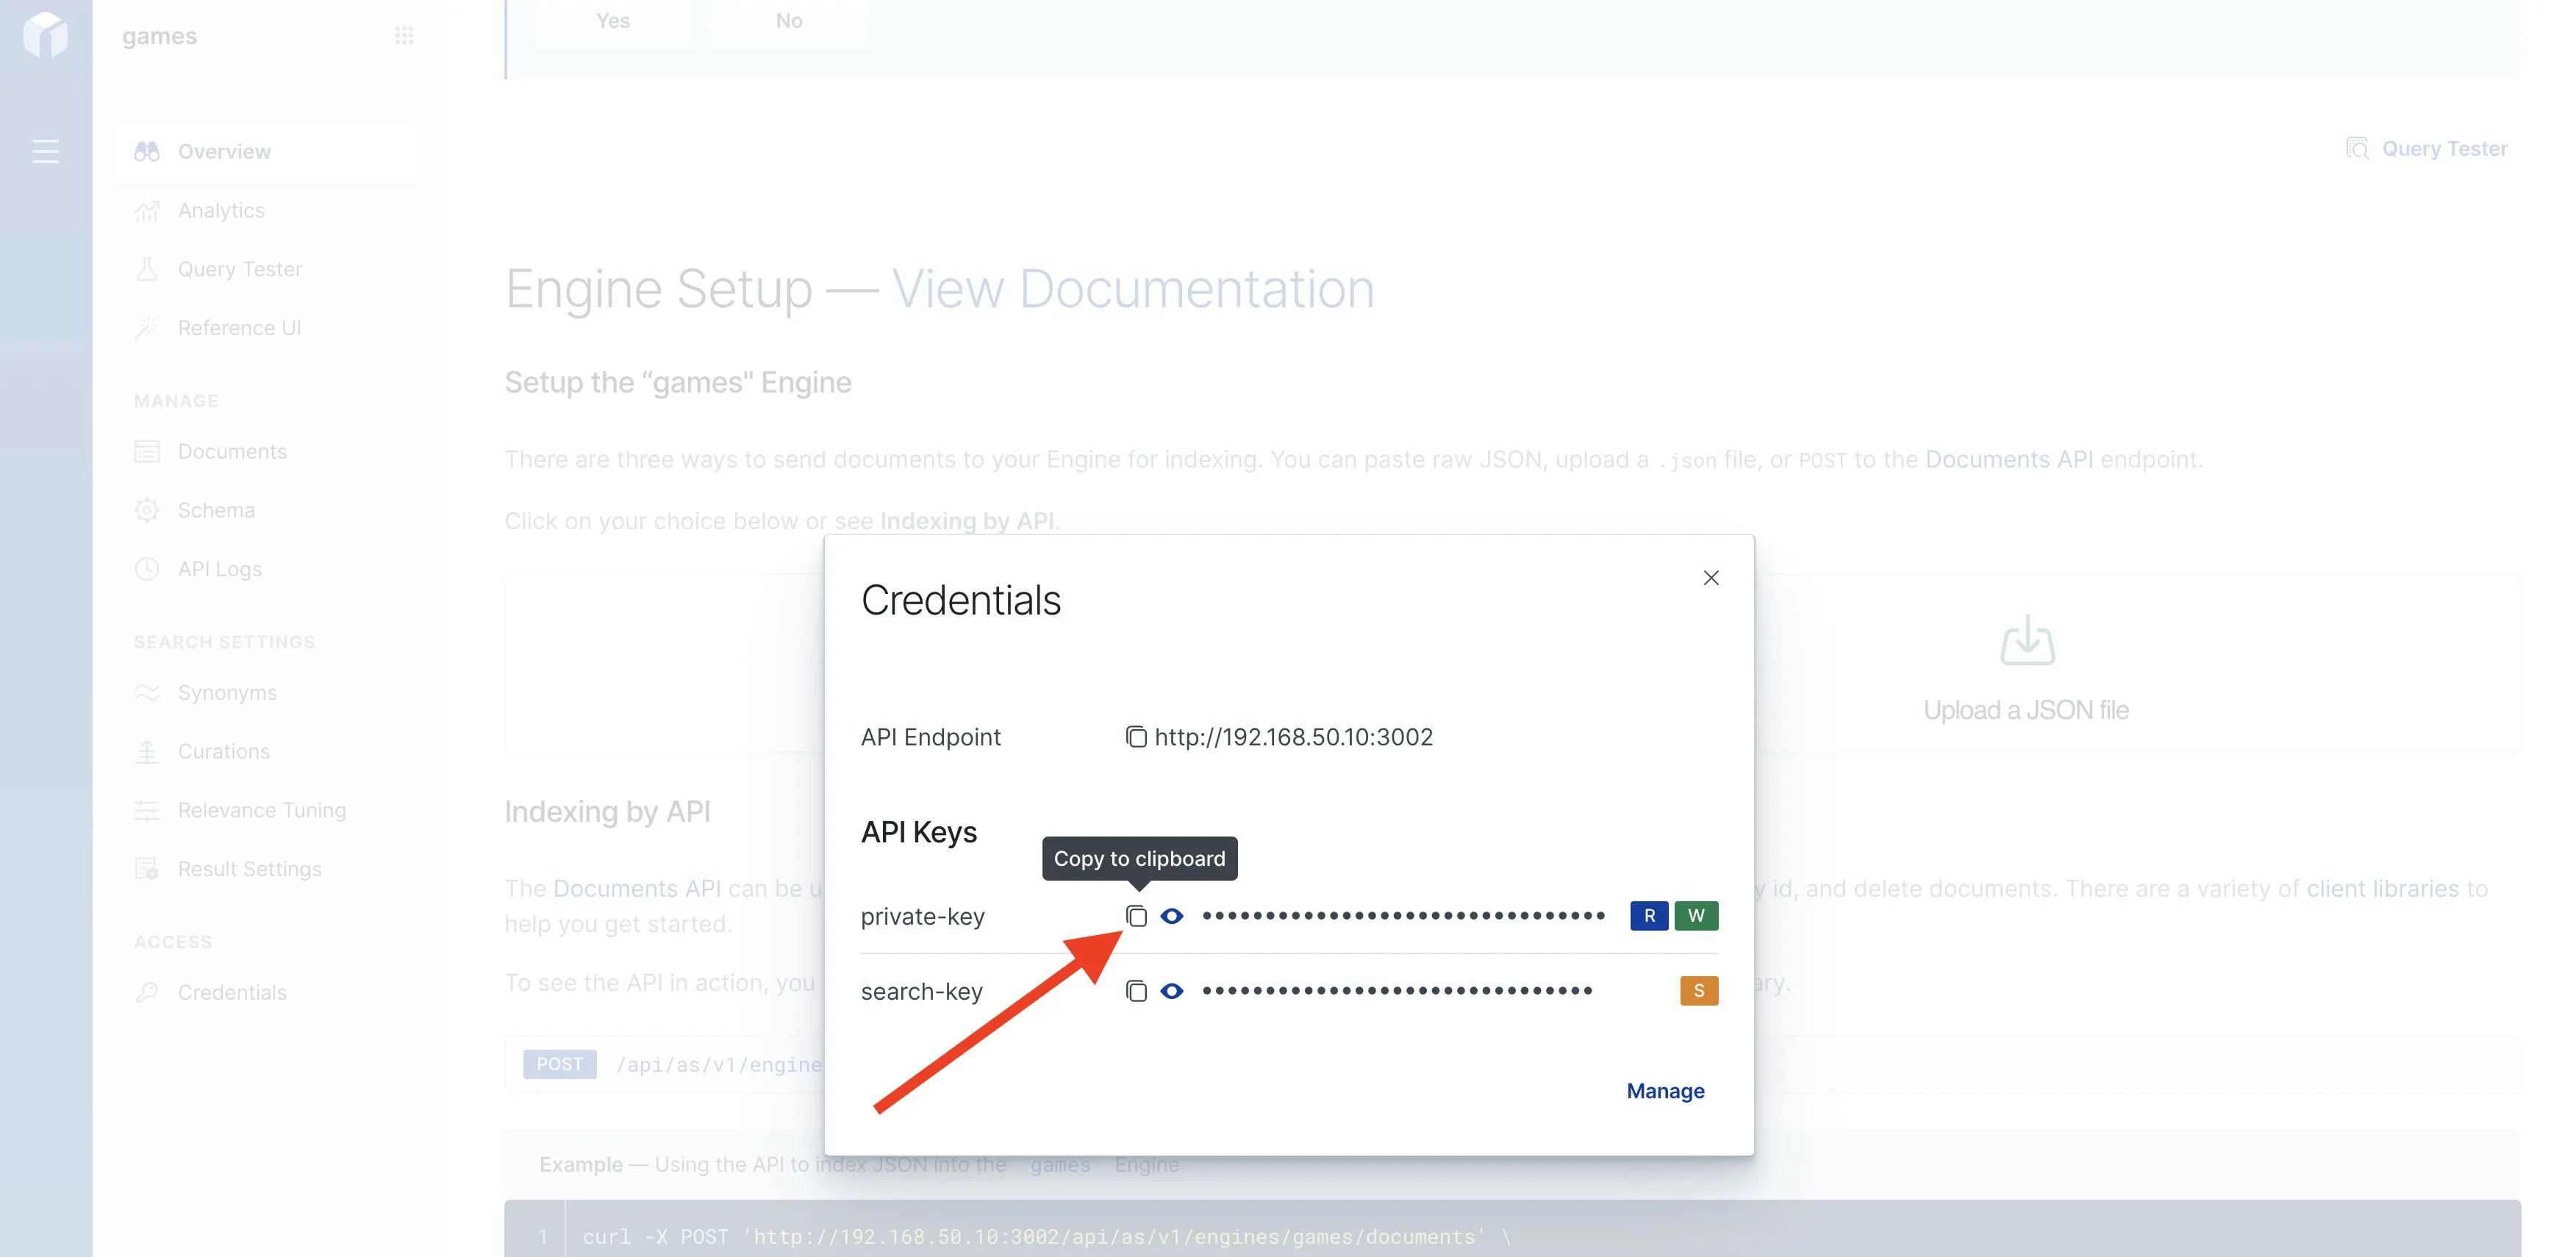 games
Yes
No
Overview
Query Tester
Analytics
Query Tester
Reference UI
Engine Setup — View Documentation
Setup the “games" Engine
MANAGE
Documents
There are three ways to send documents to your Engine for indexing. You can paste raw JSON, upload a .json file, or POST to the Documents API endpoint.
Schema
Click on your choice below or see Indexing by API.
API Logs
Credentials
SEARCH SETTINGS
Synonyms
Upload a JSON file
API Endpoint
http://192.168.50.10:3002
Curations
Relevance Tuning
Indexing by API
API Keys
Copy to clipboard
Result Settings
The Documents API can be u
y id, and delete documents. There are a variety of client libraries to
help you get started.
private-key
••••••••••••••••••••••••••••••••
R W
ACCESS
Credentials
To see the API in action, you
ary.
search-key
•••••••••••••••••••••••••••••••
S
POST /api/as/v1/engine
Manage
Example — Using the API to index JSON into the games Engine
1 curl -X POST 'http://192.168.50.10:3002/api/as/v1/engines/games/documents' \